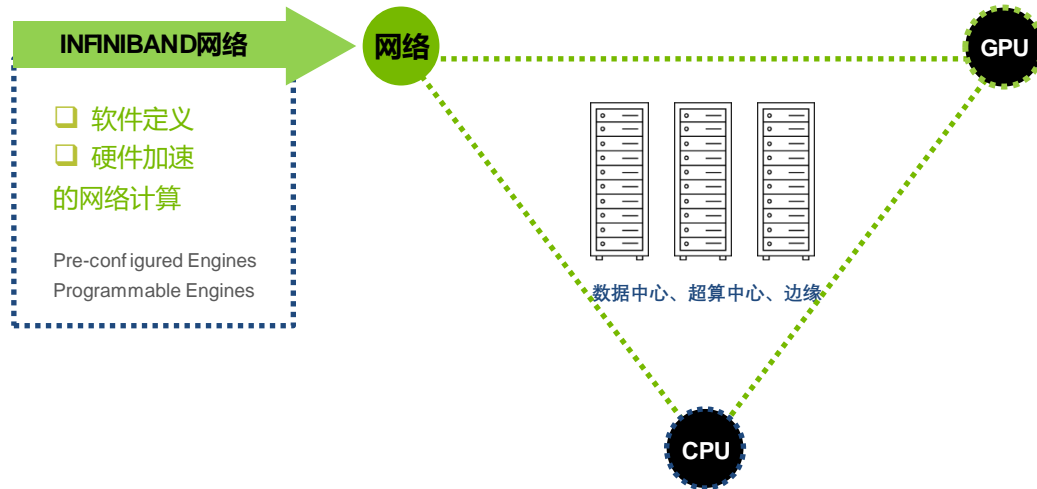 INFINIBAND网络
软件定义
硬件加速
的网络计算
Pre-configured Engines
Programmable Engines
网络
GPU
数据中心、超算中心、边缘
CPU